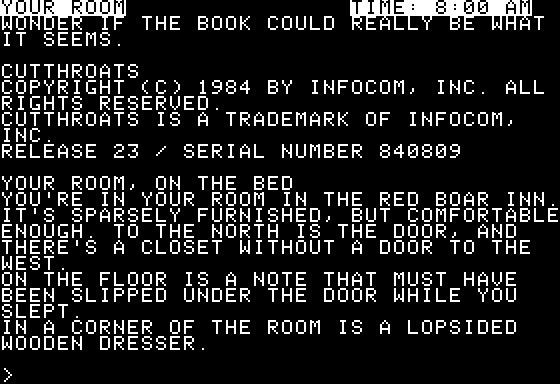 YOUR ROOM TIME: 8:00 AM
WONDER IF THE BOOK COULD REALLY BE WHAT
IT SEEMS.
CUTTHROATS
COPYRIGHT (C) 1984 BY INFOCOM, INC. ALL
RIGHTS RESERVED.
CUTTHROATS IS A TRADEMARK OF INFOCOM,
INC.
RELEASE 23 / SERIAL NUMBER 840809
YOUR ROOM, ON THE BED
YOU'RE IN YOUR ROOM IN THE RED BOAR INN.
IT'S SPARSELY FURNISHED, BUT COMFORTABLE
ENOUGH. TO THE NORTH IS THE DOOR, AND
THERE'S A CLOSET WITHOUT A DOOR TO THE
WEST.
ON THE FLOOR IS A NOTE THAT MUST HAVE
BEEN SLIPPED UNDER THE DOOR WHILE YOU
SLEPT.
IN A CORNER OF THE ROOM IS A LOPSIDED
WOODEN DRESSER.
>